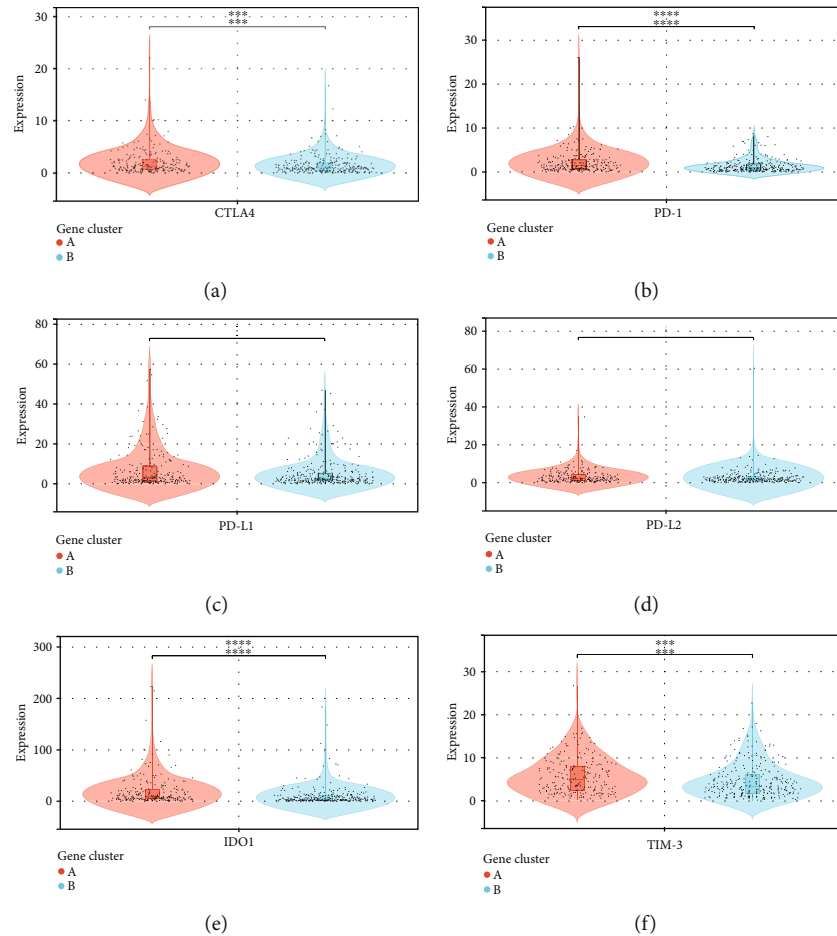 ***
***
30
20
10
0
Expression
CTLA4
Gene cluster
A
B
(a)
****
****
30
20
10
0
Expression
PD-1
Gene cluster
A
B
(b)
80
60
40
20
0
Expression
PD-L1
Gene cluster
A
B
(c)
80
60
40
20
0
Expression
PD-L2
Gene cluster
A
B
(d)
****
****
300
200
100
0
Expression
IDO1
Gene cluster
A
B
(e)
***
***
30
20
10
0
Expression
TIM-3
Gene cluster
A
B
(f)